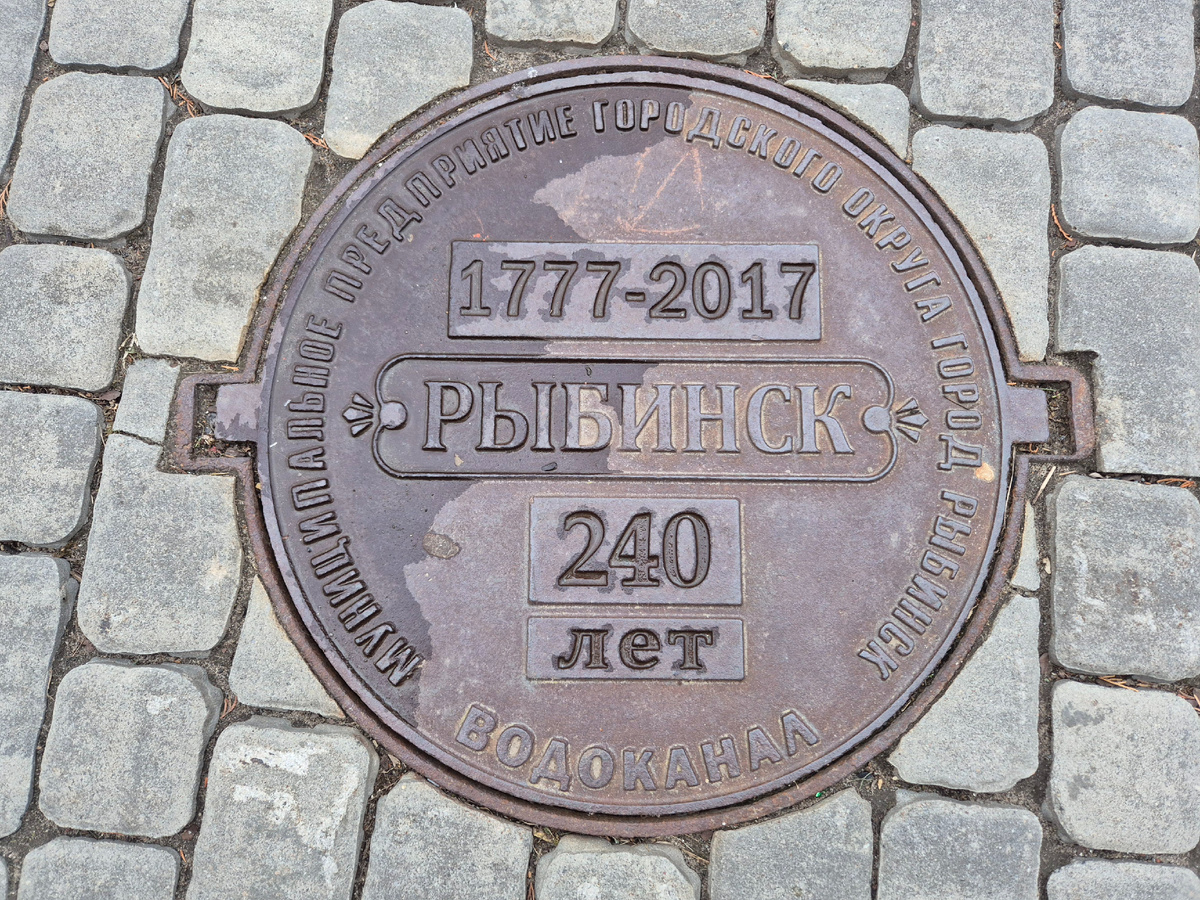 МУНИЦИПАЛЬНОЕ ПРЕДПРИЯТИЕ ГОРОДСКОГО ОКРУГА ГОРОД РЫБИНСК
1777-2017
РЫБИНСК
240
лет
ВОДОКАНАЛ